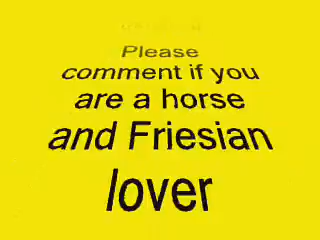 Please
comment if you
are a horse
and Friesian
lover